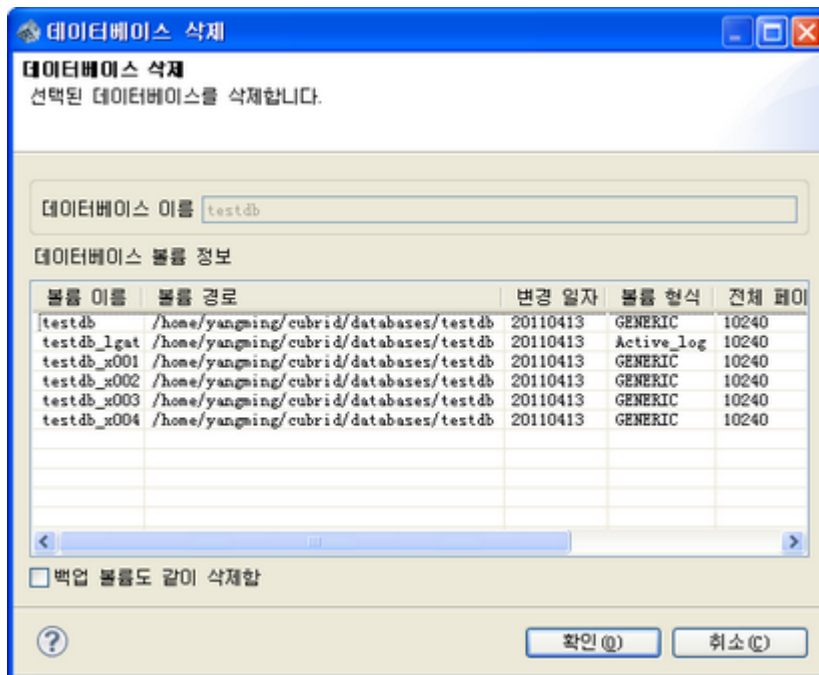 데이터베이스 삭제
데이터베이스 삭제
선택된 데이터베이스를 삭제합니다.
데이터베이스 이름 testdb
데이터베이스 볼륨 정보
볼륨 이름 볼륨 경로 변경 일자 볼륨 형식 전체 페이
testdb /home/yangming/cubrid/databases/testdb 20110413 GENERIC 10240
testdb_lgat /home/yangming/cubrid/databases/testdb 20110413 Active_log 10240
testdb_x001 /home/yangming/cubrid/databases/testdb 20110413 GENERIC 10240
testdb_x002 /home/yangming/cubrid/databases/testdb 20110413 GENERIC 10240
testdb_x003 /home/yangming/cubrid/databases/testdb 20110413 GENERIC 10240
testdb_x004 /home/yangming/cubrid/databases/testdb 20110413 GENERIC 10240
백업 볼륨도 같이 삭제함
확인(O) 취소(C)